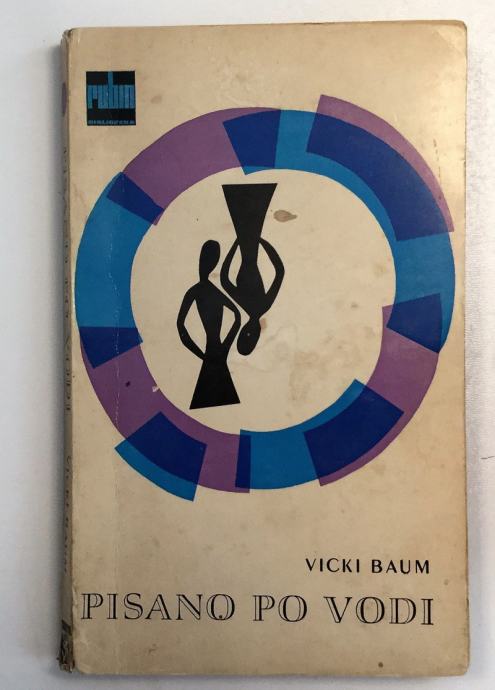 rubin
BIBLIOTEKA
VICKI BAUM
PISANO PO VODI